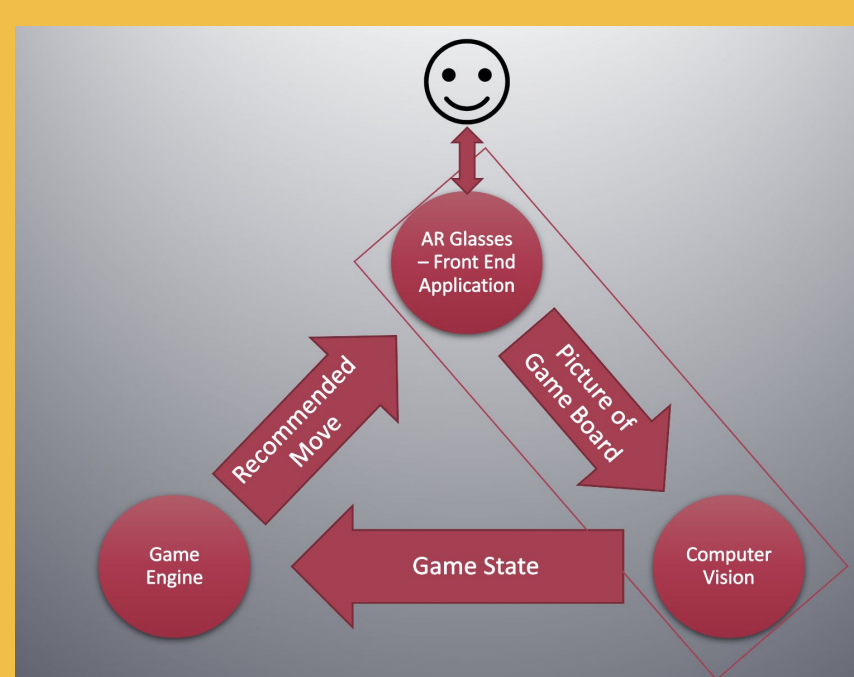 AR Glasses
– Front End
Application
Picture of
Game Board
Recommended
Move
Game
Engine
Game State
Computer
Vision